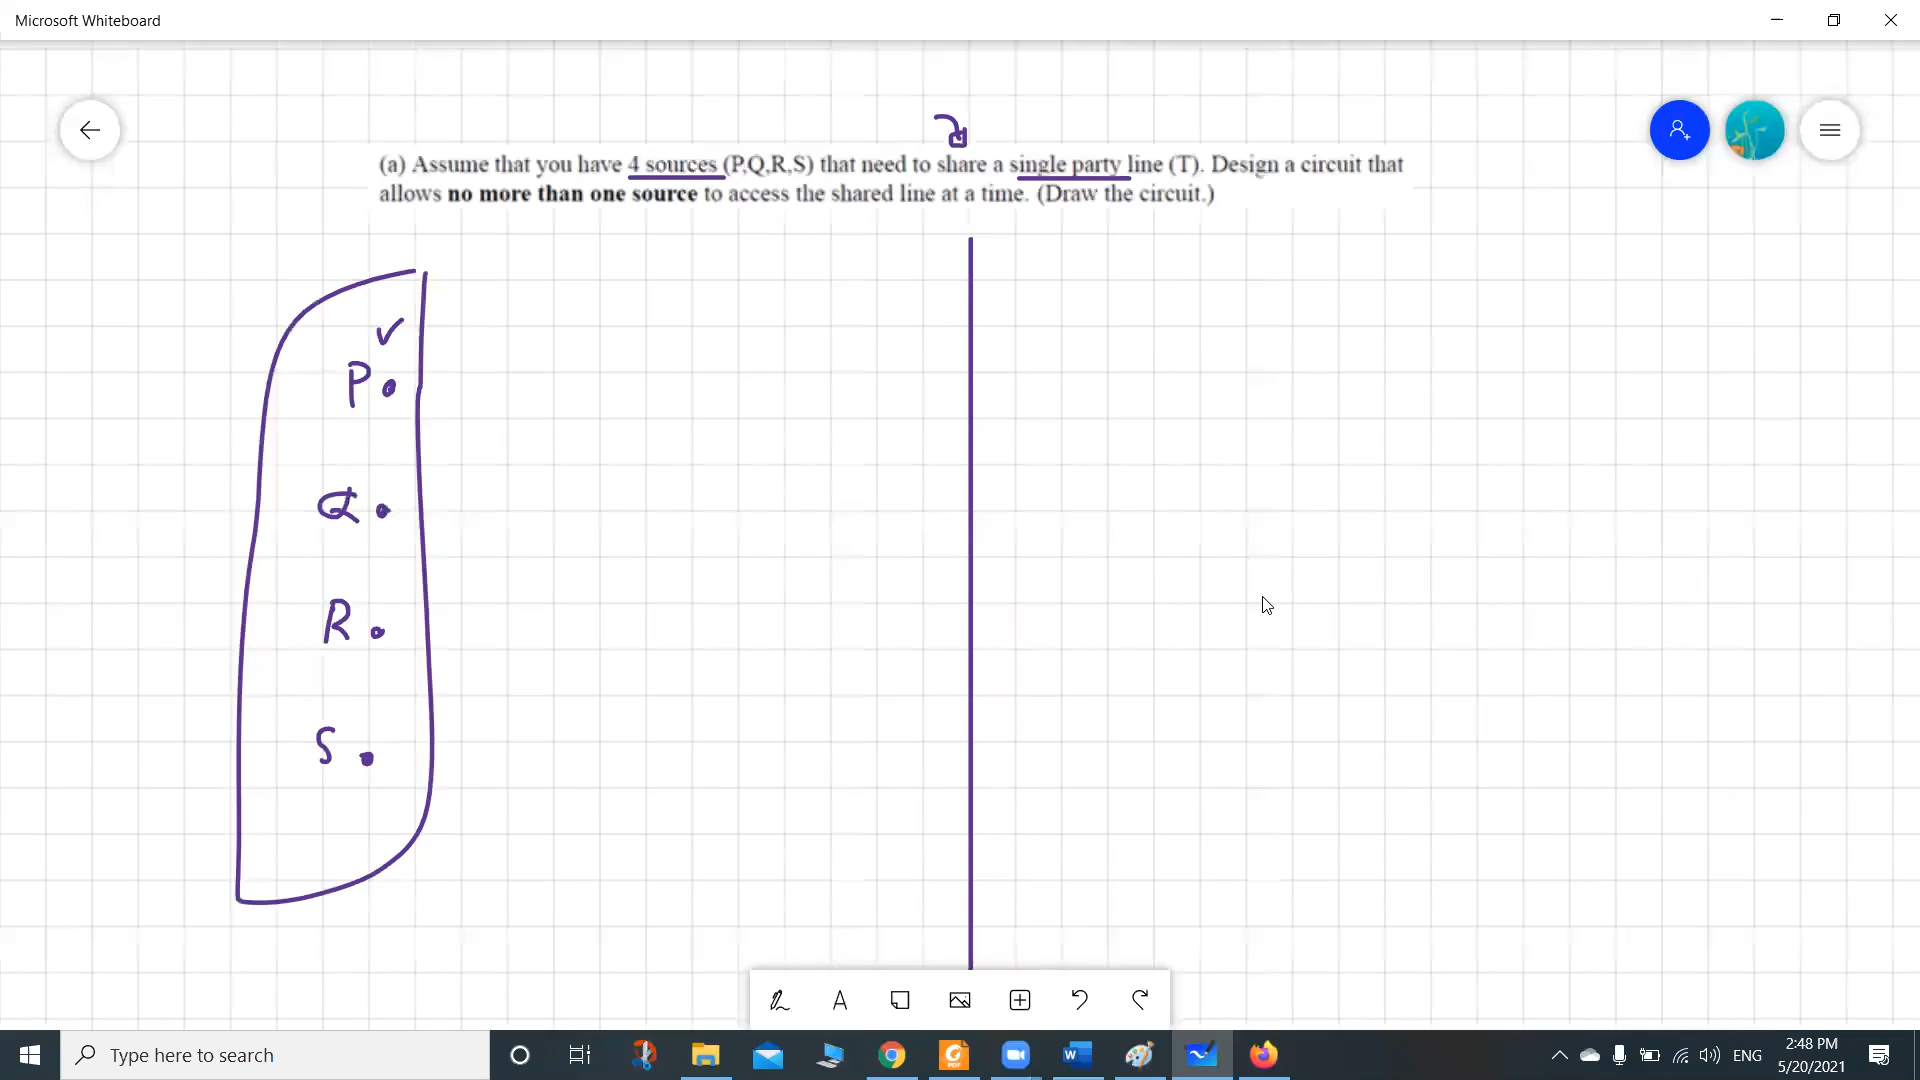 Microsoft Whiteboard
(a) Assume that you have 4 sources (P,Q,R,S) that need to share a single party line (T). Design a circuit that
allows no more than one source to access the shared line at a time. (Draw the circuit.)
P
Q
R
S
A
Type here to search
ENG
2:48 PM
5/20/2021